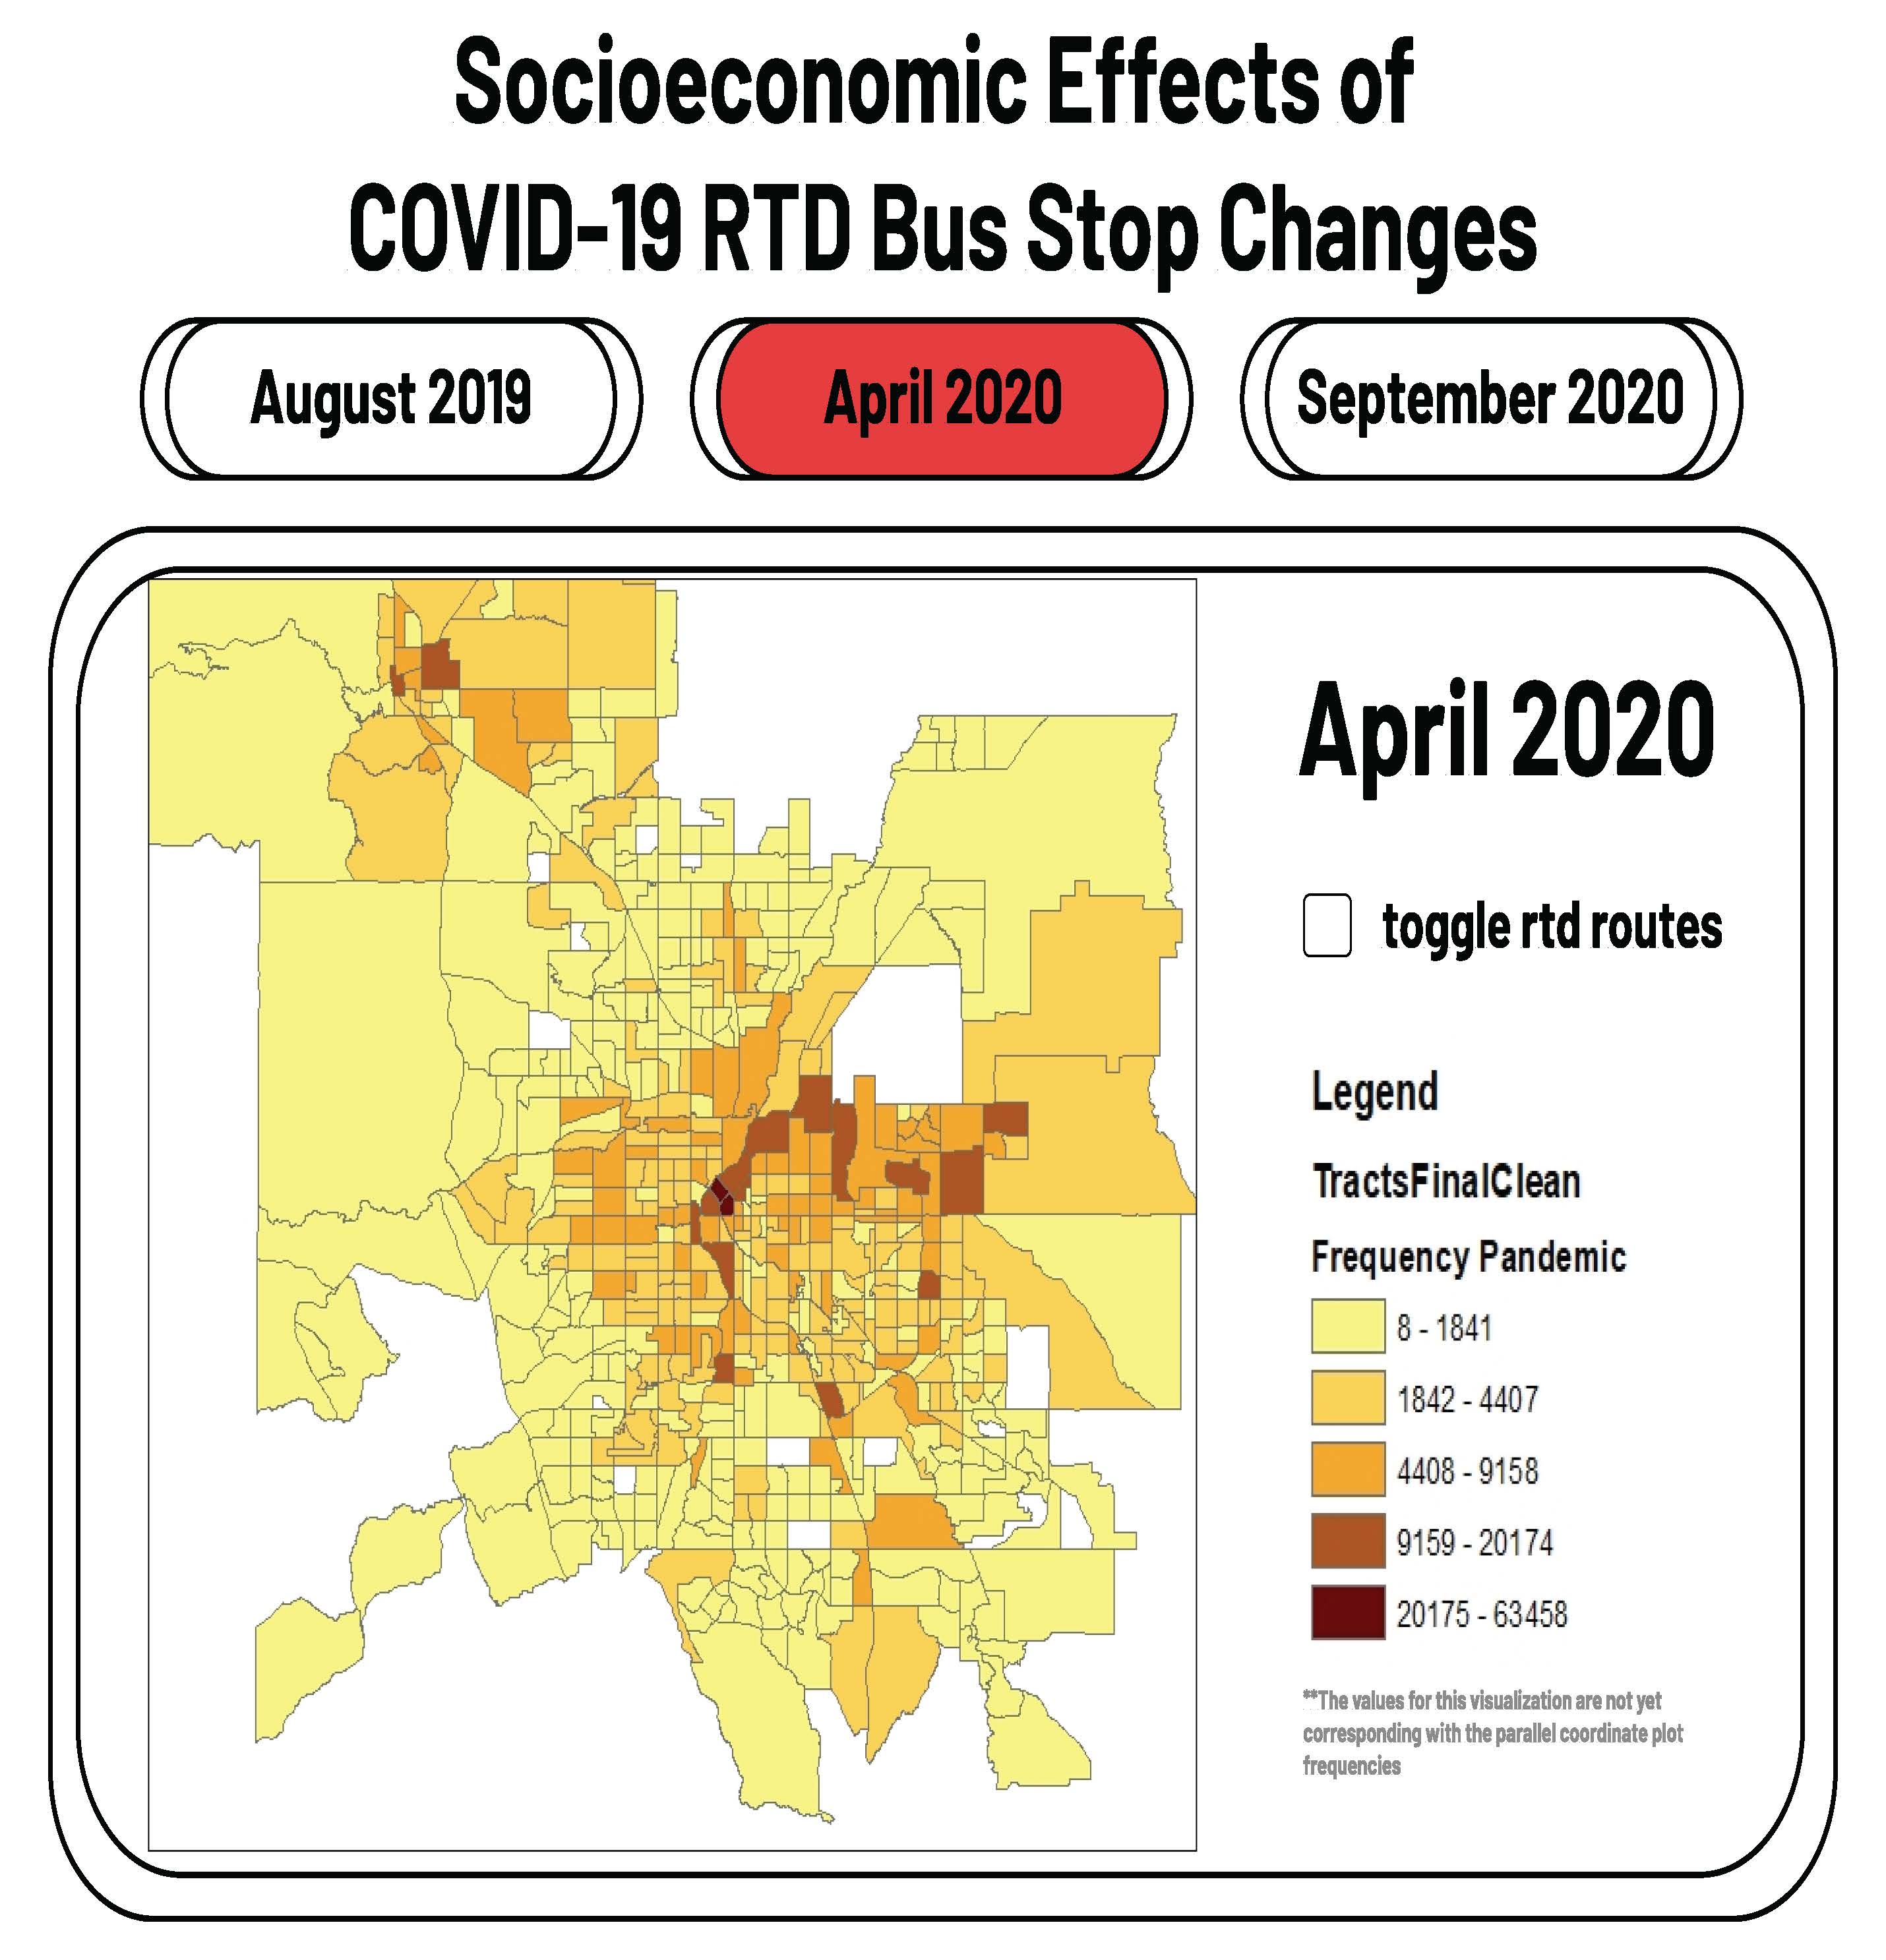 Socioeconomic Effects of
COVID-19 RTD Bus Stop Changes
August 2019
April 2020
September 2020
April 2020
toggle rtd routes
Legend
TractsFinalClean
Frequency Pandemic
8 - 1841
1842 - 4407
4408 - 9158
9159 - 20174
20175 - 63458
**The values for this visualization are not yet
corresponding with the parallel coordinate plot
frequencies